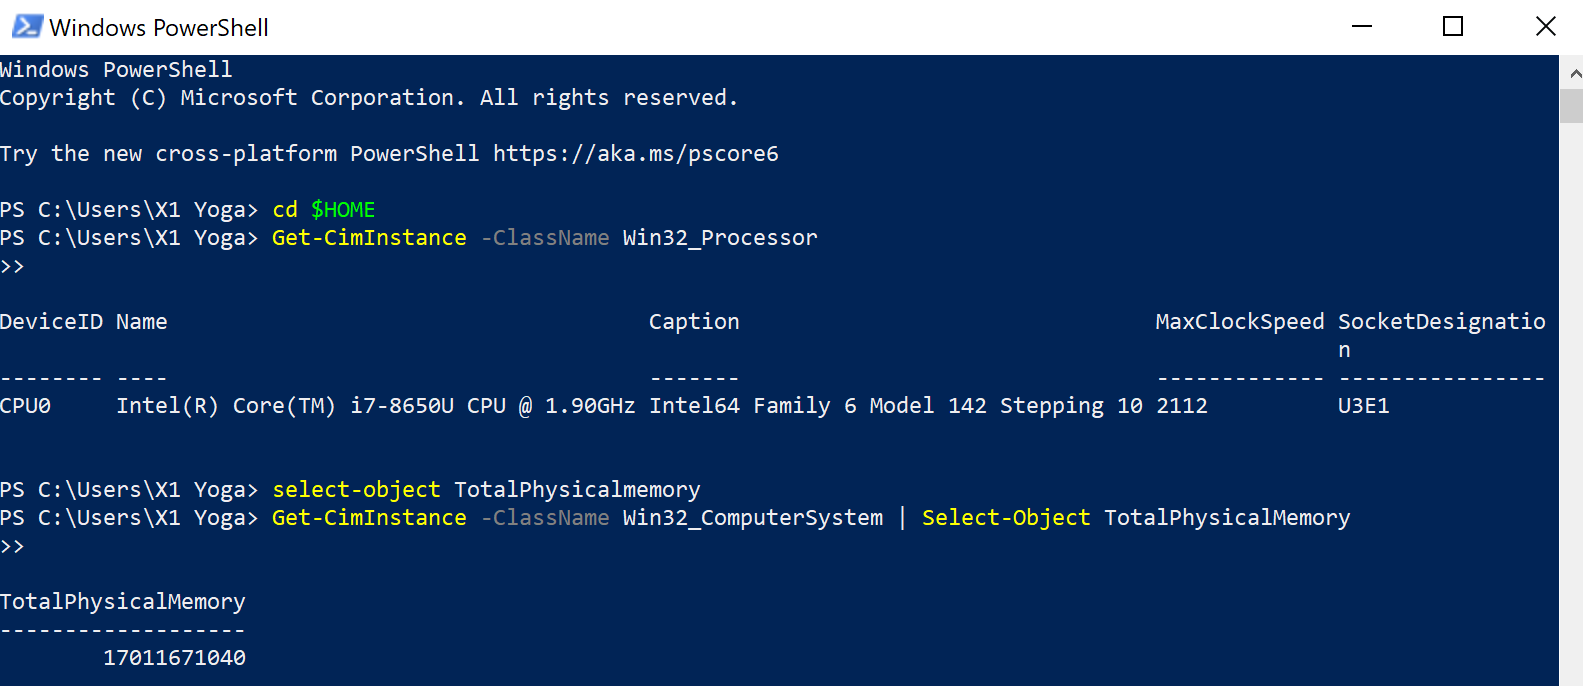 Windows PowerShell
Windows PowerShell
Copyright (C) Microsoft Corporation. All rights reserved.
Try the new cross-platform PowerShell https://aka.ms/pscore6
PS C:\Users\X1 Yoga> cd $HOME
PS C:\Users\X1 Yoga> Get-CimInstance -ClassName Win32_Processor
>>
DeviceID Name Caption MaxClockSpeed SocketDesignatio
n
-------- ---- ------- ------------- ----------------
CPU0 Intel(R) Core(TM) i7-8650U CPU @ 1.90GHz Intel64 Family 6 Model 142 Stepping 10 2112 U3E1
PS C:\Users\X1 Yoga> select-object TotalPhysicalmemory
PS C:\Users\X1 Yoga> Get-CimInstance -ClassName Win32_ComputerSystem | Select-Object TotalPhysicalMemory
>>
TotalPhysicalMemory
-------------------
17011671040